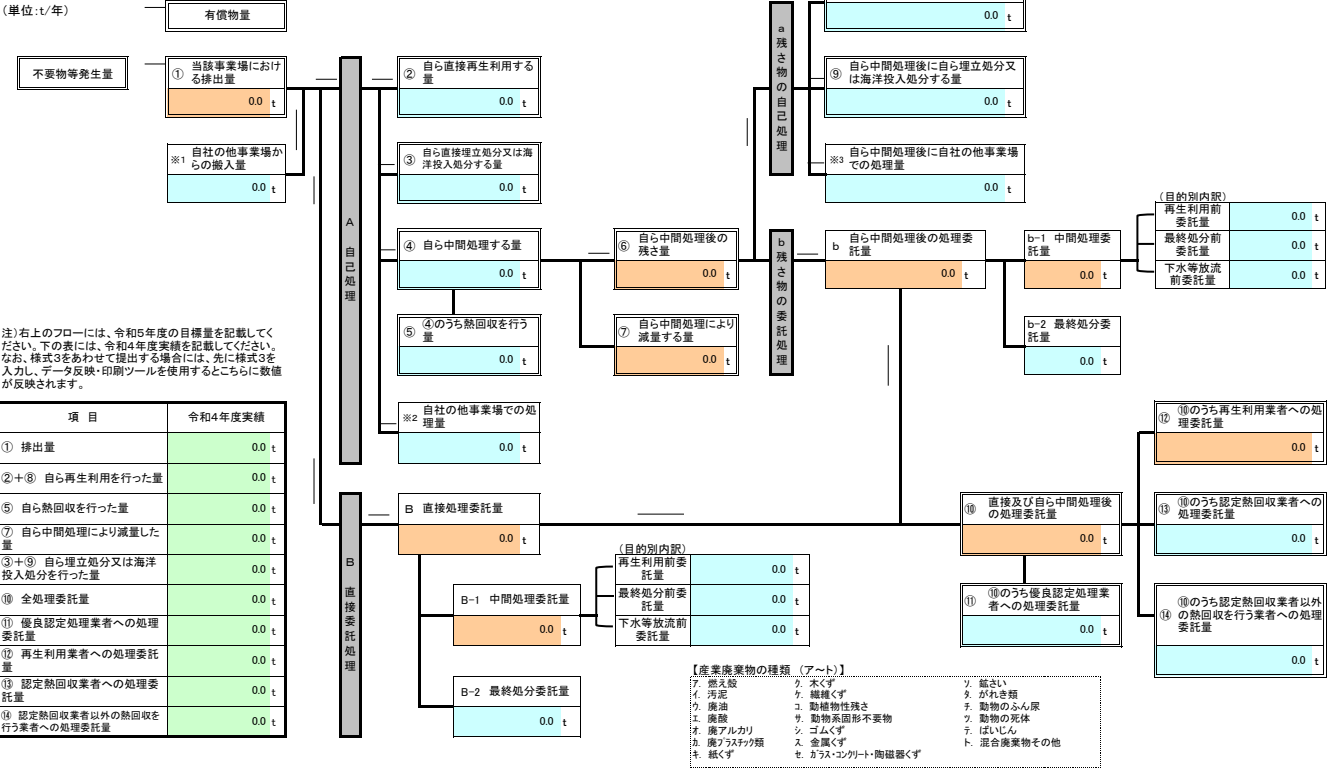 (単位:t/年)
有償物量
不要物等発生量
① 当該事業場におけ
る排出量
0.0 t
※1 自社の他事業場か
らの搬入量
0.0 t
A
自
己
処
理
② 自ら直接再生利用する
量
0.0 t
③ 自ら直接埋立処分又は海
洋投入処分する量
0.0 t
④ 自ら中間処理する量
0.0 t
⑤ ④のうち熱回収を行う
量
0.0 t
※2 自社の他事業場での処
理量
0.0 t
⑥ 自ら中間処理後の
残さ量
0.0 t
⑦ 自ら中間処理により
減量する量
0.0 t
a
残
さ
物
の
自
己
処
理
0.0 t
⑨ 自ら中間処理後に自ら埋立処分又
は海洋投入処分する量
0.0 t
※3 自ら中間処理後に自社の他事業場
での処理量
0.0 t
b
残
さ
物
の
委
託
処
理
b 自ら中間処理後の処理委
託量
0.0 t
b-1 中間処理委
託量
0.0 t
(目的別内訳)
再生利用前
委託量 0.0 t
最終処分前
委託量 0.0 t
下水等放流
前委託量 0.0 t
b-2 最終処分委
託量
0.0 t
注)右上のフローには、令和5年度の目標量を記載してく
ださい。下の表には、令和4年度実績を記載してください。
なお、様式3をあわせて提出する場合には、先に様式3を
入力し、データ反映・印刷ツールを使用するとこちらに数値
が反映されます。
項 目 令和4年度実績
① 排出量 0.0 t
②+⑧ 自ら再生利用を行った量 0.0 t
⑤ 自ら熱回収を行った量 0.0 t
⑦ 自ら中間処理により減量した
量 0.0 t
③+⑨ 自ら埋立処分又は海洋
投入処分を行った量 0.0 t
⑩ 全処理委託量 0.0 t
⑪ 優良認定処理業者への処理
委託量 0.0 t
⑫ 再生利用業者への処理委託
量 0.0 t
⑬ 認定熱回収業者への処理委
託量 0.0 t
⑭ 認定熱回収業者以外の熱回収を
行う業者への処理委託量 0.0 t
B
直
接
委
託
処
理
B 直接処理委託量
0.0 t
B-1 中間処理委託量
0.0 t
(目的別内訳)
再生利用前委
託量 0.0 t
最終処分前委
託量 0.0 t
下水等放流前
委託量 0.0 t
B-2 最終処分委託量
0.0 t
⑩ 直接及び自ら中間処理後
の処理委託量
0.0 t
⑪ ⑩のうち優良認定処理業
者への処理委託量
0.0 t
⑫ ⑩のうち再生利用業者への処
理委託量
0.0 t
⑬ ⑩のうち認定熱回収業者への
処理委託量
0.0 t
⑭ ⑩のうち認定熱回収業者以外
の熱回収を行う業者への処理
委託量
0.0 t
【産業廃棄物の種類 (ア~ト)】
ア. 燃え殻 ク. 木くず ソ. 鉱さい
イ. 汚泥 ケ. 繊維くず タ. がれき類
ウ. 廃油 コ. 動植物性残さ チ. 動物のふん尿
エ. 廃酸 サ. 動物系固形不要物 ツ. 動物の死体
オ. 廃アルカリ シ. ゴムくず テ. ばいじん
カ. 廃プラスチック類 ス. 金属くず ト. 混合廃棄物その他
キ. 紙くず セ. ガラス・コンクリート・陶磁器くず